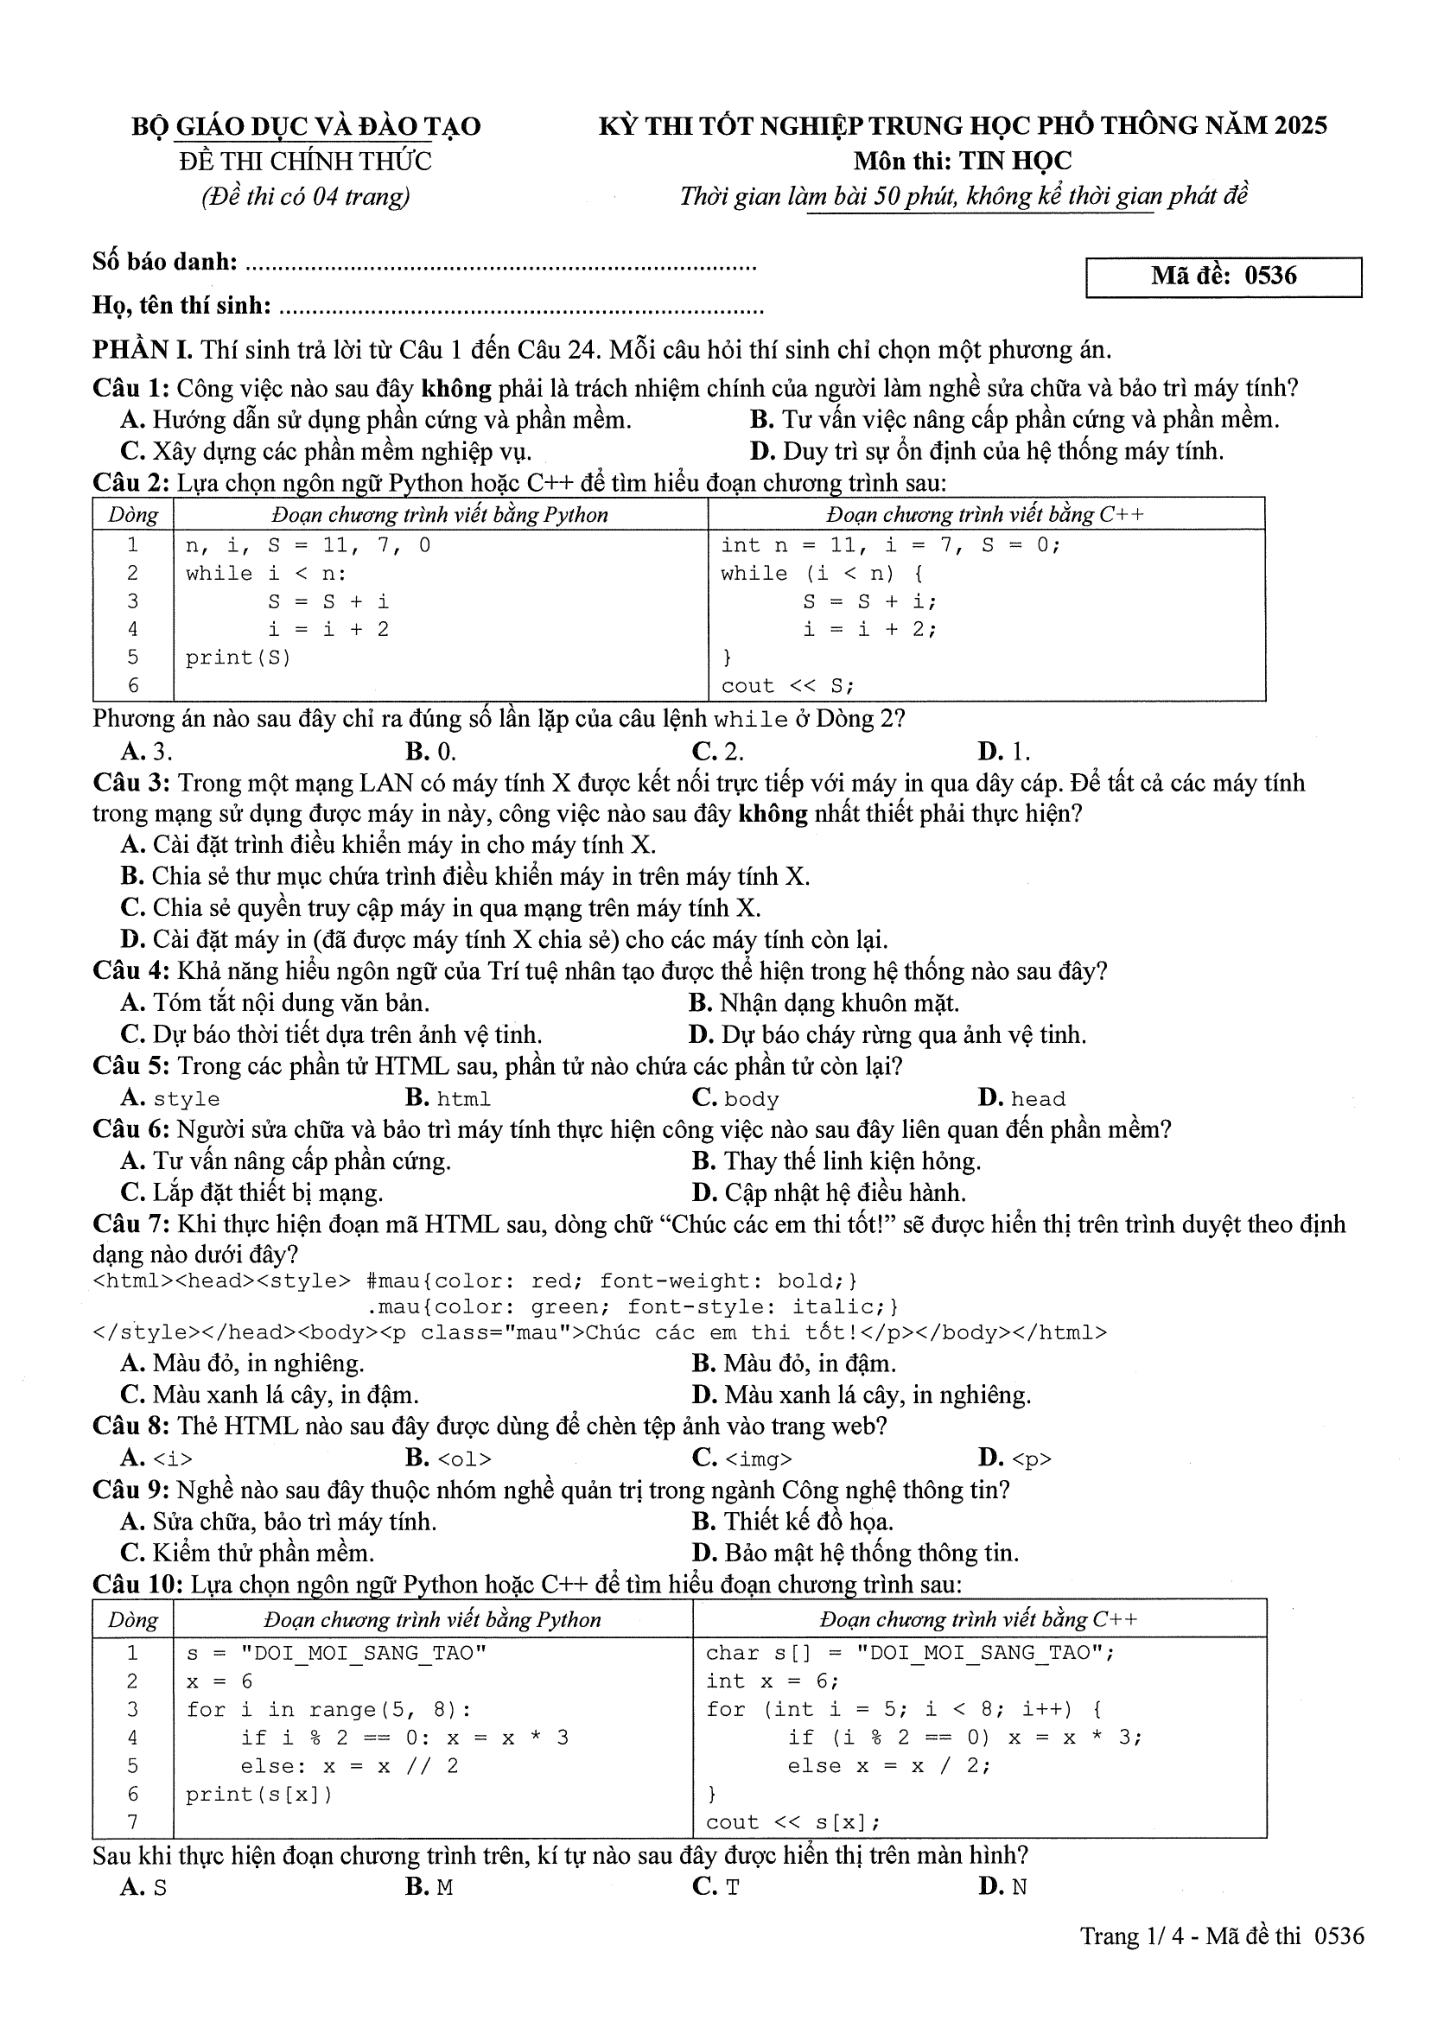 BỘ GIÁO DỤC VÀ ĐÀO TẠO
ĐỀ THI CHÍNH THỨC
(Đề thi có 04 trang)
KỲ THI TỐT NGHIỆP TRUNG HỌC PHỔ THÔNG NĂM 2025
Môn thi: TIN HỌC
Thời gian làm bài 50 phút, không kể thời gian phát đề
Số báo danh: ..............................................................................
Họ, tên thí sinh: ..........................................................................
Mã đề: 0536
PHẦN I. Thí sinh trả lời từ Câu 1 đến Câu 24. Mỗi câu hỏi thí sinh chỉ chọn một phương án.
Câu 1: Công việc nào sau đây không phải là trách nhiệm chính của người làm nghề sửa chữa và bảo trì máy tính?
A. Hướng dẫn sử dụng phần cứng và phần mềm. B. Tư vấn việc nâng cấp phần cứng và phần mềm.
C. Xây dựng các phần mềm nghiệp vụ. D. Duy trì sự ổn định của hệ thống máy tính.
Câu 2: Lựa chọn ngôn ngữ Python hoặc C++ để tìm hiểu đoạn chương trình sau:
Dòng Đoạn chương trình viết bằng Python Đoạn chương trình viết bằng C++
1 n, i, S = 11, 7, 0 int n = 11, i = 7, S = 0;
2 while i < n: while (i < n) {
3 S = S + i S = S + i;
4 i = i + 2 i = i + 2;
5 print(S) }
6 cout << S;
Phương án nào sau đây chỉ ra đúng số lần lặp của câu lệnh while ở Dòng 2?
A. 3. B. 0. C. 2. D. 1.
Câu 3: Trong một mạng LAN có máy tính X được kết nối trực tiếp với máy in qua dây cáp. Để tất cả các máy tính
trong mạng sử dụng được máy in này, công việc nào sau đây không nhất thiết phải thực hiện?
A. Cài đặt trình điều khiển máy in cho máy tính X.
B. Chia sẻ thư mục chứa trình điều khiển máy in trên máy tính X.
C. Chia sẻ quyền truy cập máy in qua mạng trên máy tính X.
D. Cài đặt máy in (đã được máy tính X chia sẻ) cho các máy tính còn lại.
Câu 4: Khả năng hiểu ngôn ngữ của Trí tuệ nhân tạo được thể hiện trong hệ thống nào sau đây?
A. Tóm tắt nội dung văn bản. B. Nhận dạng khuôn mặt.
C. Dự báo thời tiết dựa trên ảnh vệ tinh. D. Dự báo cháy rừng qua ảnh vệ tinh.
Câu 5: Trong các phần tử HTML sau, phần tử nào chứa các phần tử còn lại?
A. style B. html C. body D. head
Câu 6: Người sửa chữa và bảo trì máy tính thực hiện công việc nào sau đây liên quan đến phần mềm?
A. Tư vấn nâng cấp phần cứng. B. Thay thế linh kiện hỏng.
C. Lắp đặt thiết bị mạng. D. Cập nhật hệ điều hành.
Câu 7: Khi thực hiện đoạn mã HTML sau, dòng chữ “Chúc các em thi tốt!” sẽ được hiển thị trên trình duyệt theo định
dạng nào dưới đây?
<html><head><style> #mau{color: red; font-weight: bold;}
.mau{color: green; font-style: italic;}
</style></head><body><p class="mau">Chúc các em thi tốt!</p></body></html>
A. Màu đỏ, in nghiêng. B. Màu đỏ, in đậm.
C. Màu xanh lá cây, in đậm. D. Màu xanh lá cây, in nghiêng.
Câu 8: Thẻ HTML nào sau đây được dùng để chèn tệp ảnh vào trang web?
A. <i> B. <ol> C. <img> D. <p>
Câu 9: Nghề nào sau đây thuộc nhóm nghề quản trị trong ngành Công nghệ thông tin?
A. Sửa chữa, bảo trì máy tính. B. Thiết kế đồ họa.
C. Kiểm thử phần mềm. D. Bảo mật hệ thống thông tin.
Câu 10: Lựa chọn ngôn ngữ Python hoặc C++ để tìm hiểu đoạn chương trình sau:
Dòng Đoạn chương trình viết bằng Python Đoạn chương trình viết bằng C++
1 s = "DOI_MOI_SANG_TAO" char s[] = "DOI_MOI_SANG_TAO";
2 x = 6 int x = 6;
3 for i in range(5, 8): for (int i = 5; i < 8; i++) {
4 if i % 2 == 0: x = x * 3 if (i % 2 == 0) x = x * 3;
5 else: x = x // 2 else x = x / 2;
6 print(s[x]) }
7 cout << s[x];
Sau khi thực hiện đoạn chương trình trên, kí tự nào sau đây được hiển thị trên màn hình?
A. S B. M C. T D. N
Trang 1/ 4 - Mã đề thi 0536